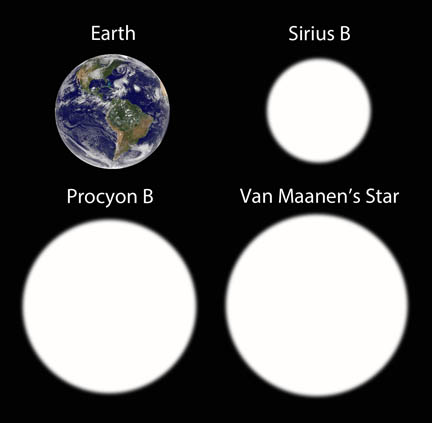 Earth
Sirius B
Procyon B
Van Maanen's Star